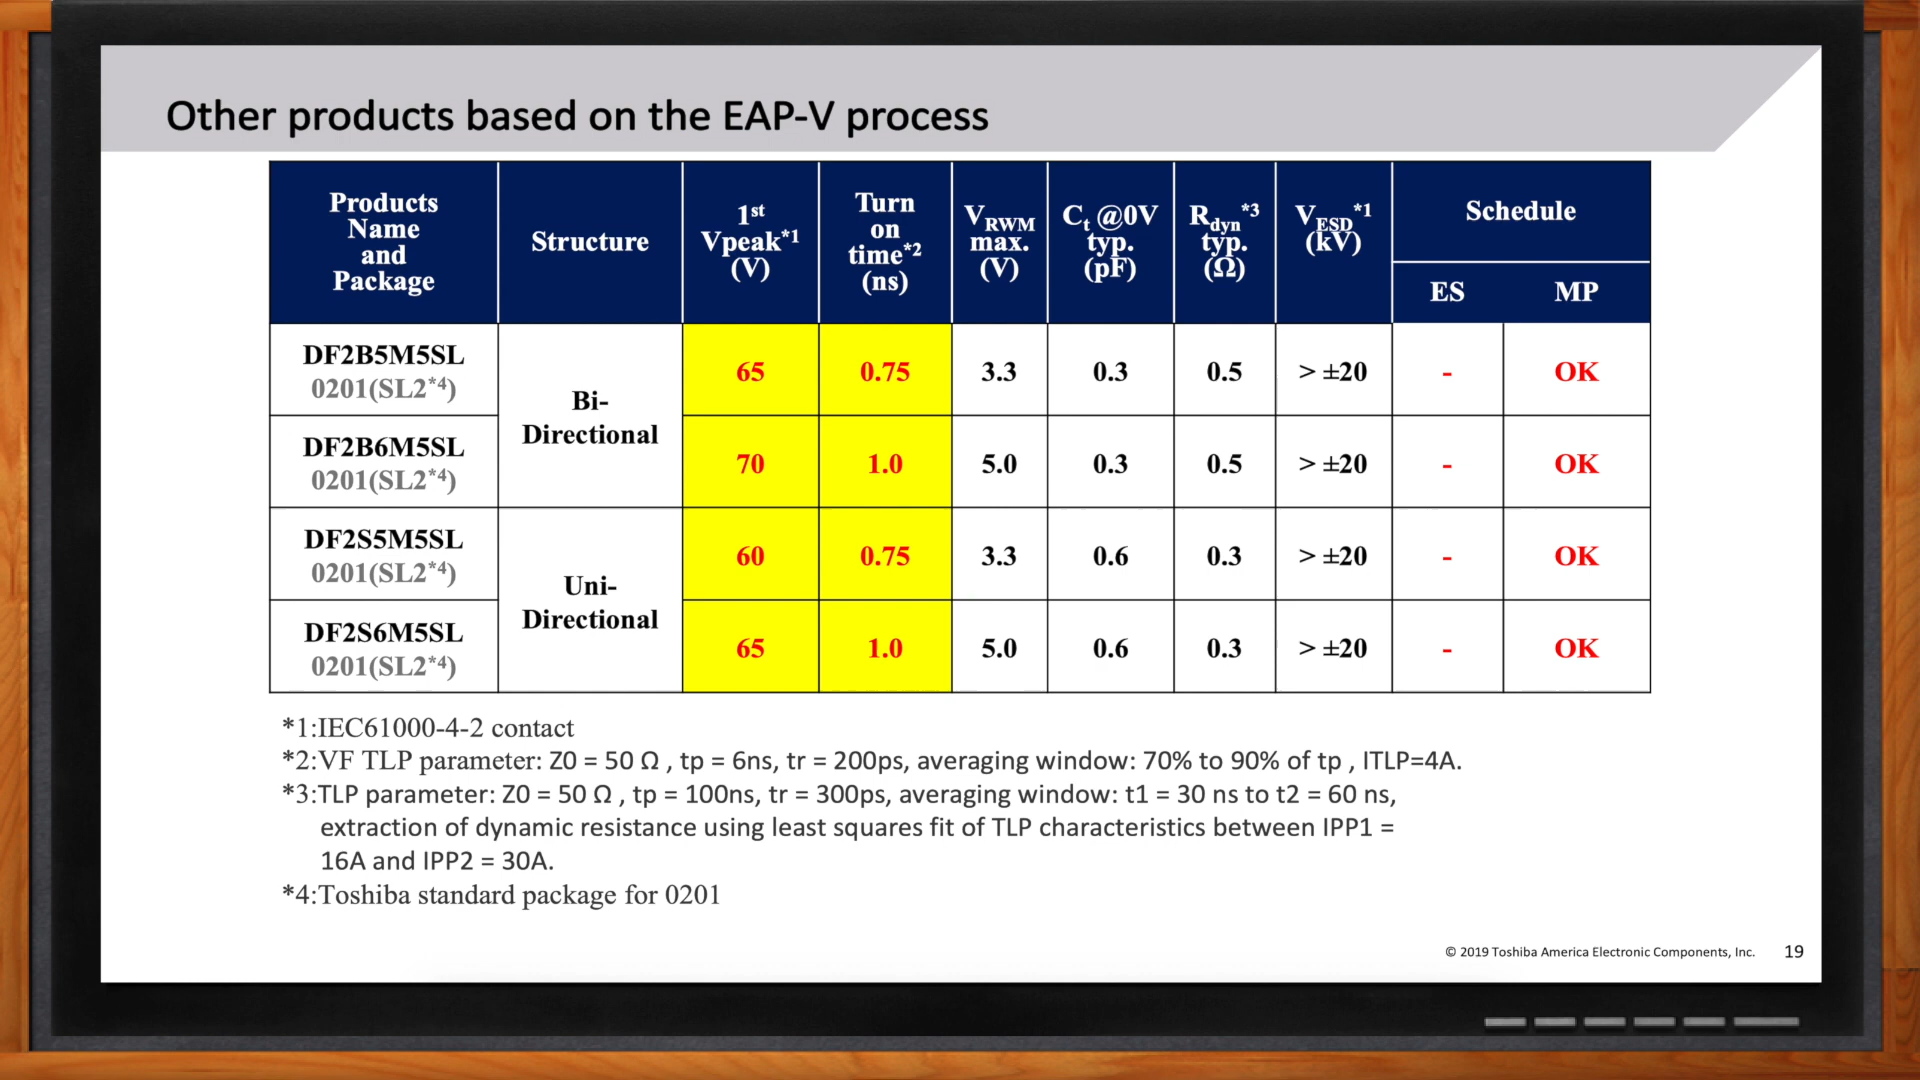 Other products based on the EAP-V process
Products
Name
and
Package
Structure
1st
Vpeak*1
(V)
Turn
on
time*2
(ns)
VRWM
max.
(V)
Ct @0V
typ.
(pF)
Rdyn*3
typ.
(Ω)
VESD*1
(kV)
Schedule
ES MP
DF2B5M5SL
0201(SL2*4)
Bi-
Directional
65 0.75 3.3 0.3 0.5 > ±20 - OK
DF2B6M5SL
0201(SL2*4)
70 1.0 5.0 0.3 0.5 > ±20 - OK
DF2S5M5SL
0201(SL2*4)
Uni-
Directional
60 0.75 3.3 0.6 0.3 > ±20 - OK
DF2S6M5SL
0201(SL2*4)
65 1.0 5.0 0.6 0.3 > ±20 - OK
*1:IEC61000-4-2 contact
*2:VF TLP parameter: Z0 = 50 Ω , tp = 6ns, tr = 200ps, averaging window: 70% to 90% of tp , ITLP=4A.
*3:TLP parameter: Z0 = 50 Ω , tp = 100ns, tr = 300ps, averaging window: t1 = 30 ns to t2 = 60 ns,
extraction of dynamic resistance using least squares fit of TLP characteristics between IPP1 =
16A and IPP2 = 30A.
*4:Toshiba standard package for 0201
© 2019 Toshiba America Electronic Components, Inc. 19